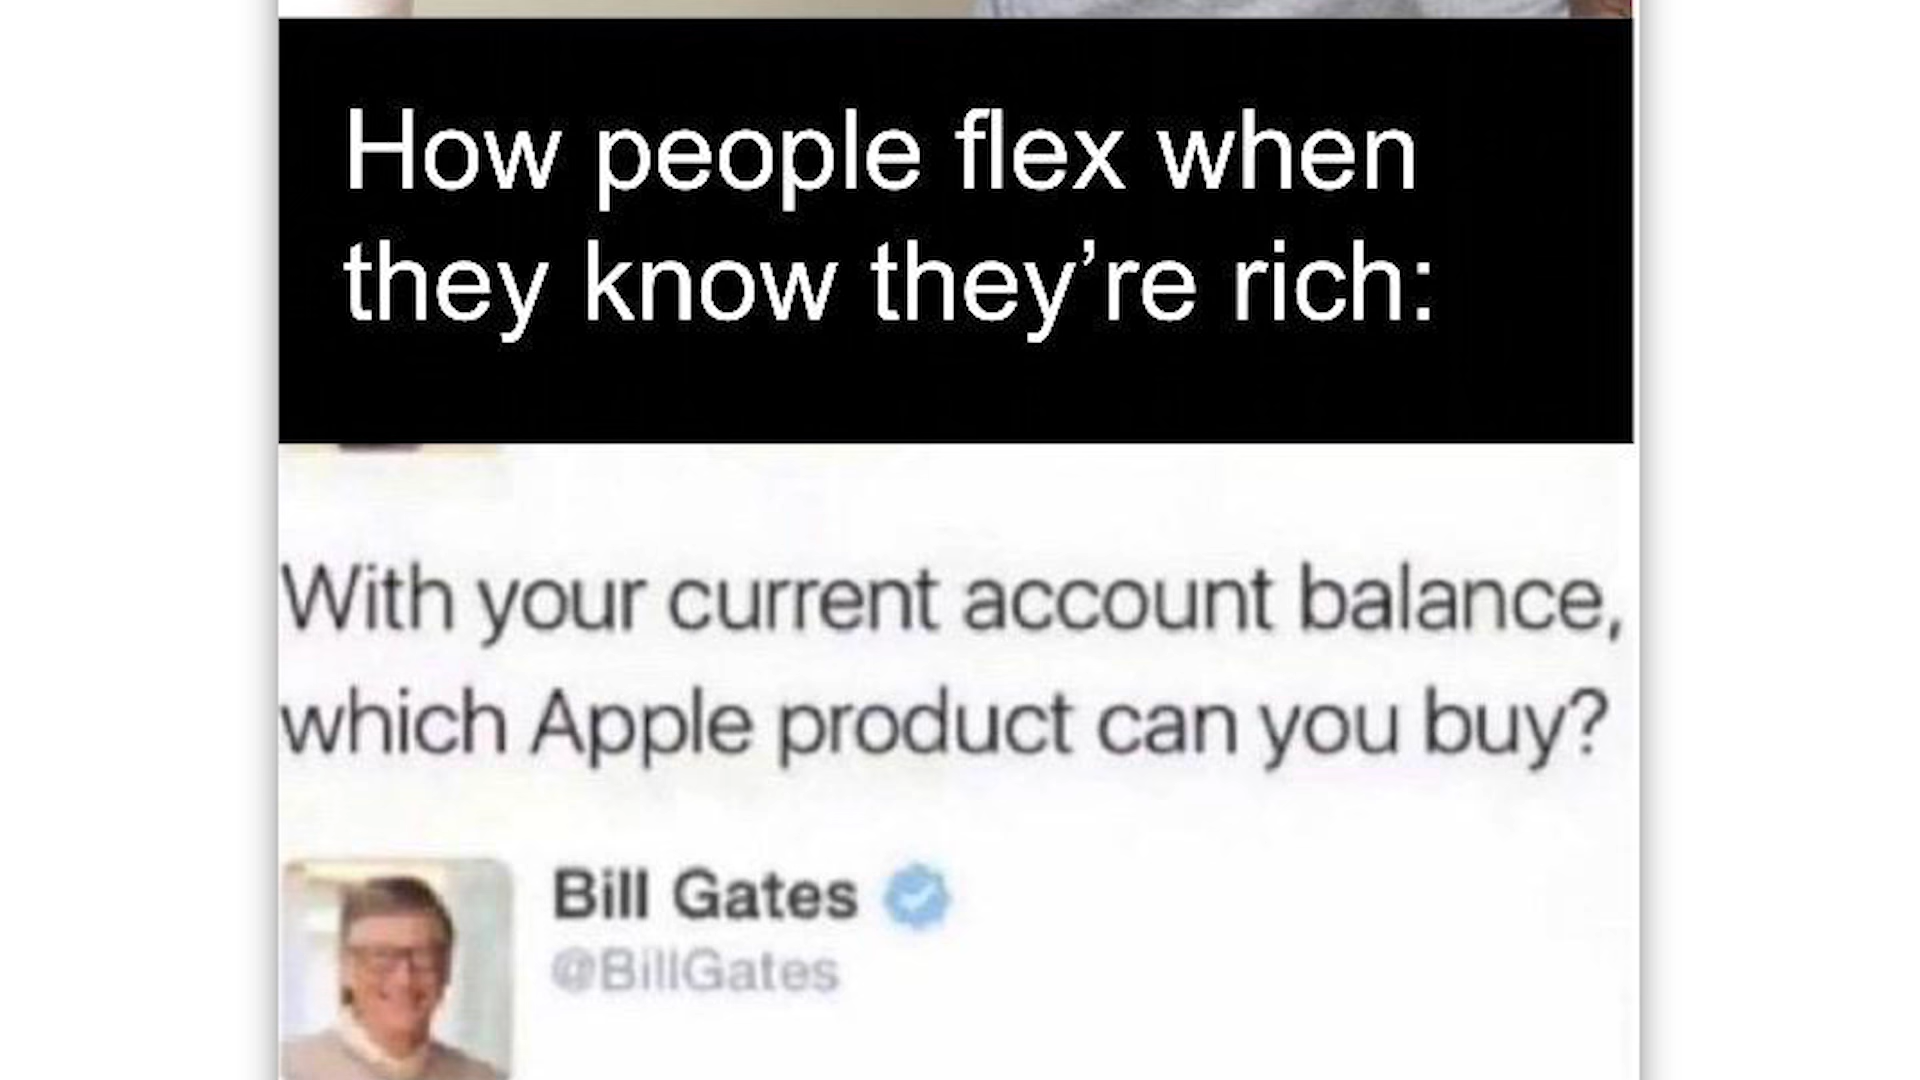 How people flex when
they know they’re rich:
With your current account balance,
which Apple product can you buy?
Bill Gates
@BillGates